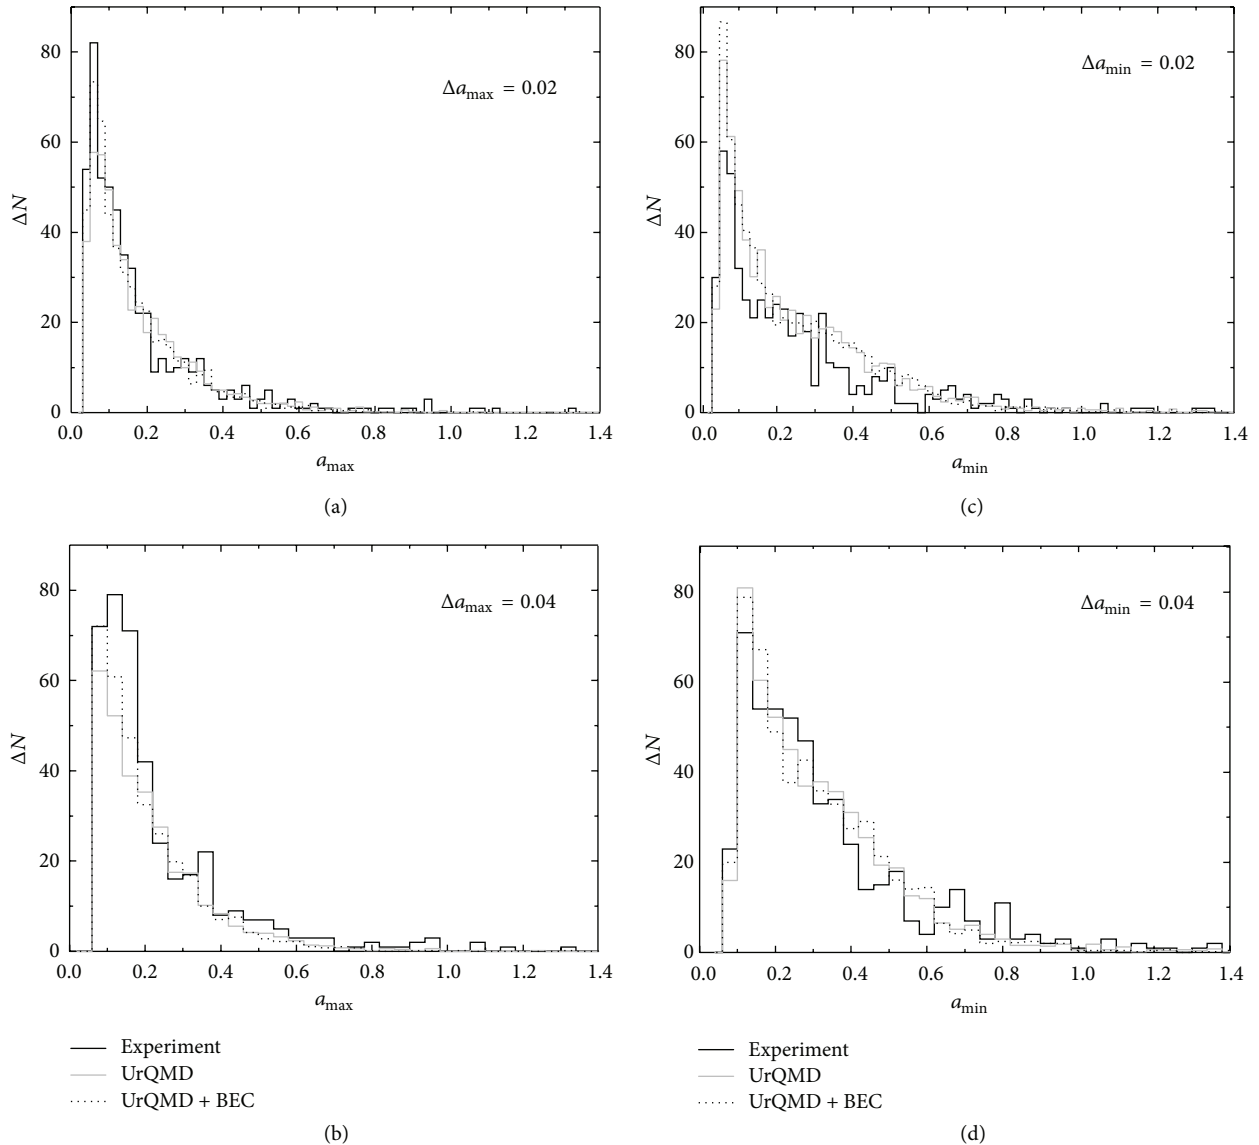 80
60
40
20
0
ΔN
Δa_max = 0.02
0.0 0.2 0.4 0.6 0.8 1.0 1.2 1.4
a_max
(a)
80
60
40
20
0
ΔN
Δa_min = 0.02
0.0 0.2 0.4 0.6 0.8 1.0 1.2 1.4
a_min
(c)
80
60
40
20
0
ΔN
Δa_max = 0.04
0.0 0.2 0.4 0.6 0.8 1.0 1.2 1.4
a_max
Experiment
UrQMD
UrQMD + BEC
(b)
80
60
40
20
0
ΔN
Δa_min = 0.04
0.0 0.2 0.4 0.6 0.8 1.0 1.2 1.4
a_min
Experiment
UrQMD
UrQMD + BEC
(d)